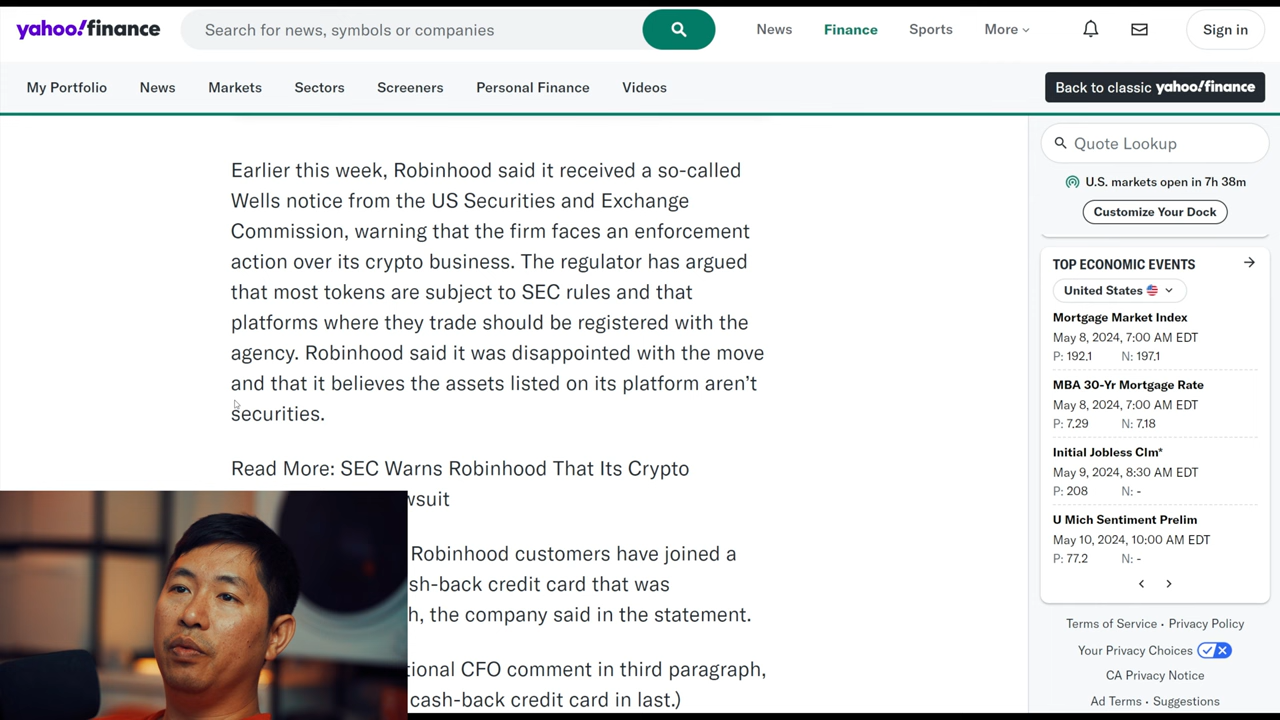 yahoo!finance
Search for news, symbols or companies
News
Finance
Sports
More
Sign in
My Portfolio
News
Markets
Sectors
Screeners
Personal Finance
Videos
Back to classic yahoo!finance
Earlier this week, Robinhood said it received a so-called
Wells notice from the US Securities and Exchange
Commission, warning that the firm faces an enforcement
action over its crypto business. The regulator has argued
that most tokens are subject to SEC rules and that
platforms where they trade should be registered with the
agency. Robinhood said it was disappointed with the move
and that it believes the assets listed on its platform aren’t
securities.
Read More: SEC Warns Robinhood That Its Crypto
Robinhood customers have joined a
credit card that was
the company said in the statement.
CFO comment in third paragraph,
cash-back credit card in last.)
Quote Lookup
U.S. markets open in 7h 38m
Customize Your Dock
TOP ECONOMIC EVENTS
United States
Mortgage Market Index
May 8, 2024, 7:00 AM EDT
P: 192.1 N: 197.1
MBA 30-Yr Mortgage Rate
May 8, 2024, 7:00 AM EDT
P: 7.29 N: 7.18
Initial Jobless Clm*
May 9, 2024, 8:30 AM EDT
P: 208 N: -
U Mich Sentiment Prelim
May 10, 2024, 10:00 AM EDT
P: 77.2 N: -
Terms of Service • Privacy Policy
Your Privacy Choices
CA Privacy Notice
Ad Terms • Suggestions